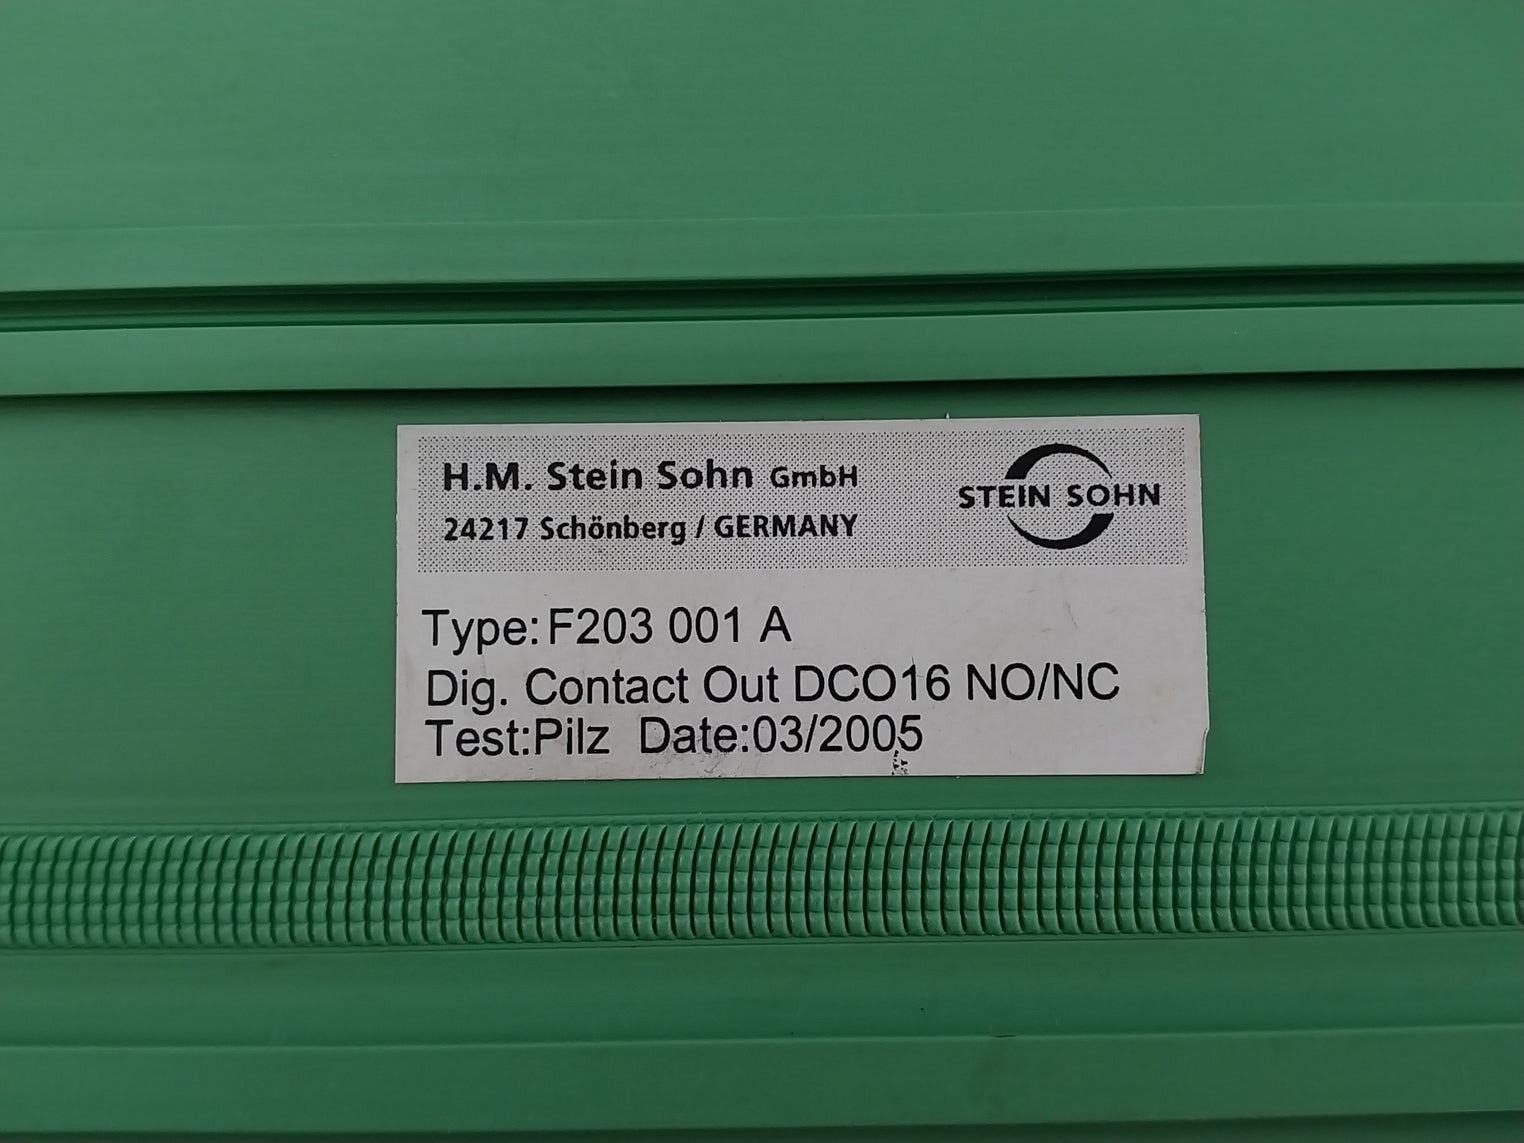 H.M. Stein Sohn GmbH
24217 Schönberg / GERMANY
STEIN SOHN
Type: F203 001 A
Dig. Contact Out DCO16 NO/NC
Test:Pilz Date:03/2005